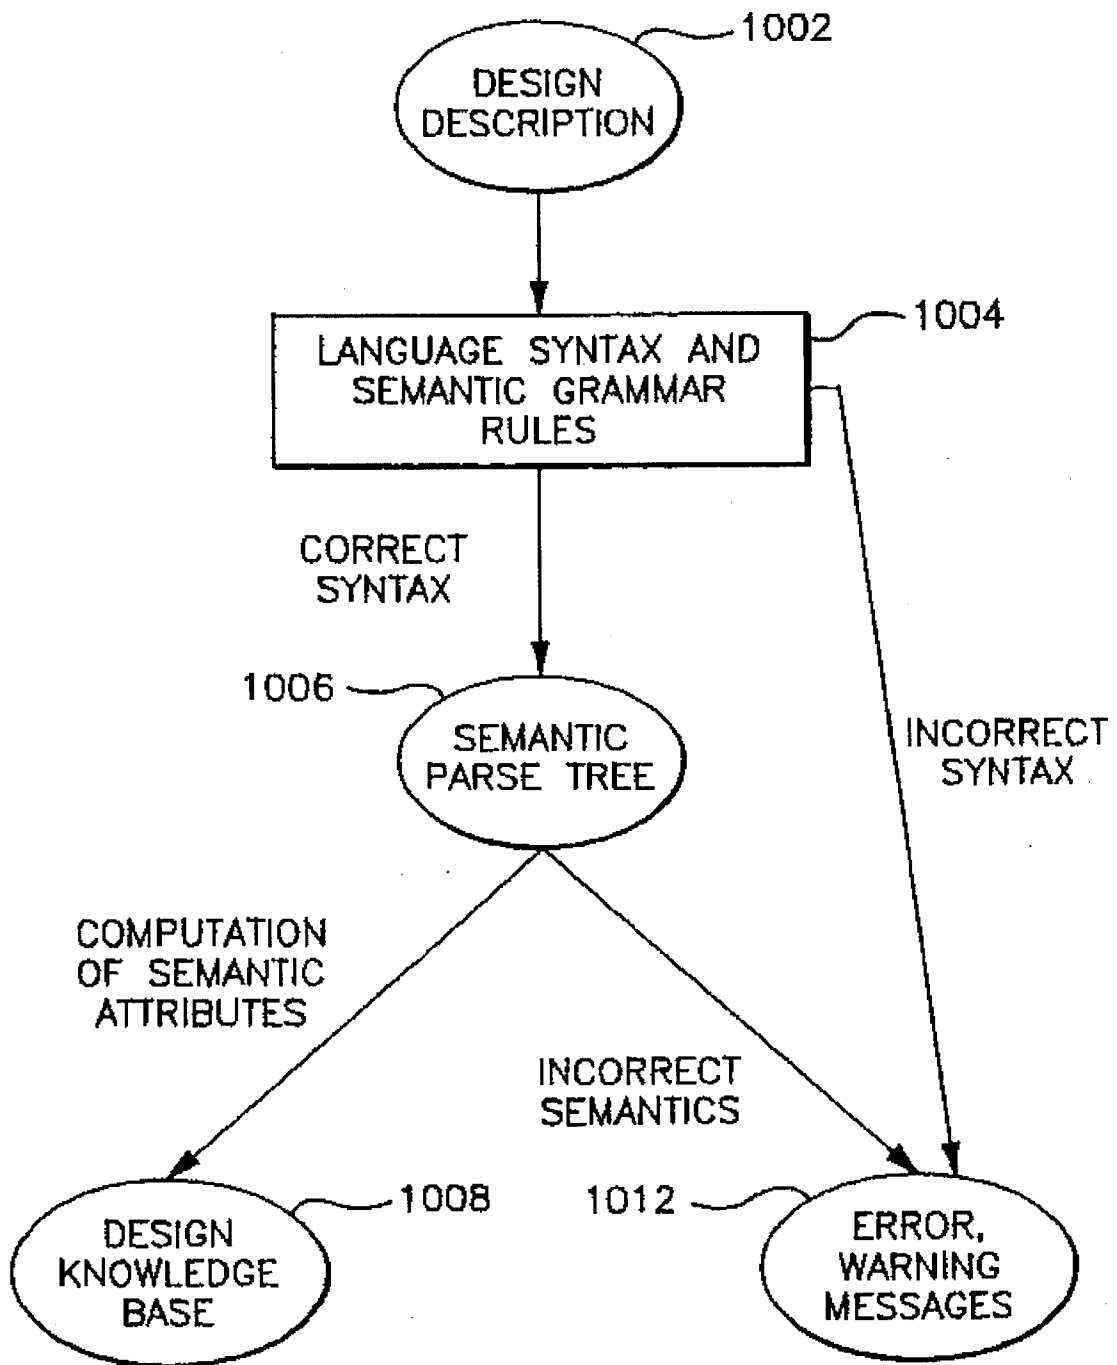 1002
DESIGN
DESCRIPTION
1004
LANGUAGE SYNTAX AND
SEMANTIC GRAMMAR
RULES
CORRECT
SYNTAX
1006
SEMANTIC
PARSE TREE
INCORRECT
SYNTAX
COMPUTATION
OF SEMANTIC
ATTRIBUTES
INCORRECT
SEMANTICS
1008
DESIGN
KNOWLEDGE
BASE
1012
ERROR,
WARNING
MESSAGES